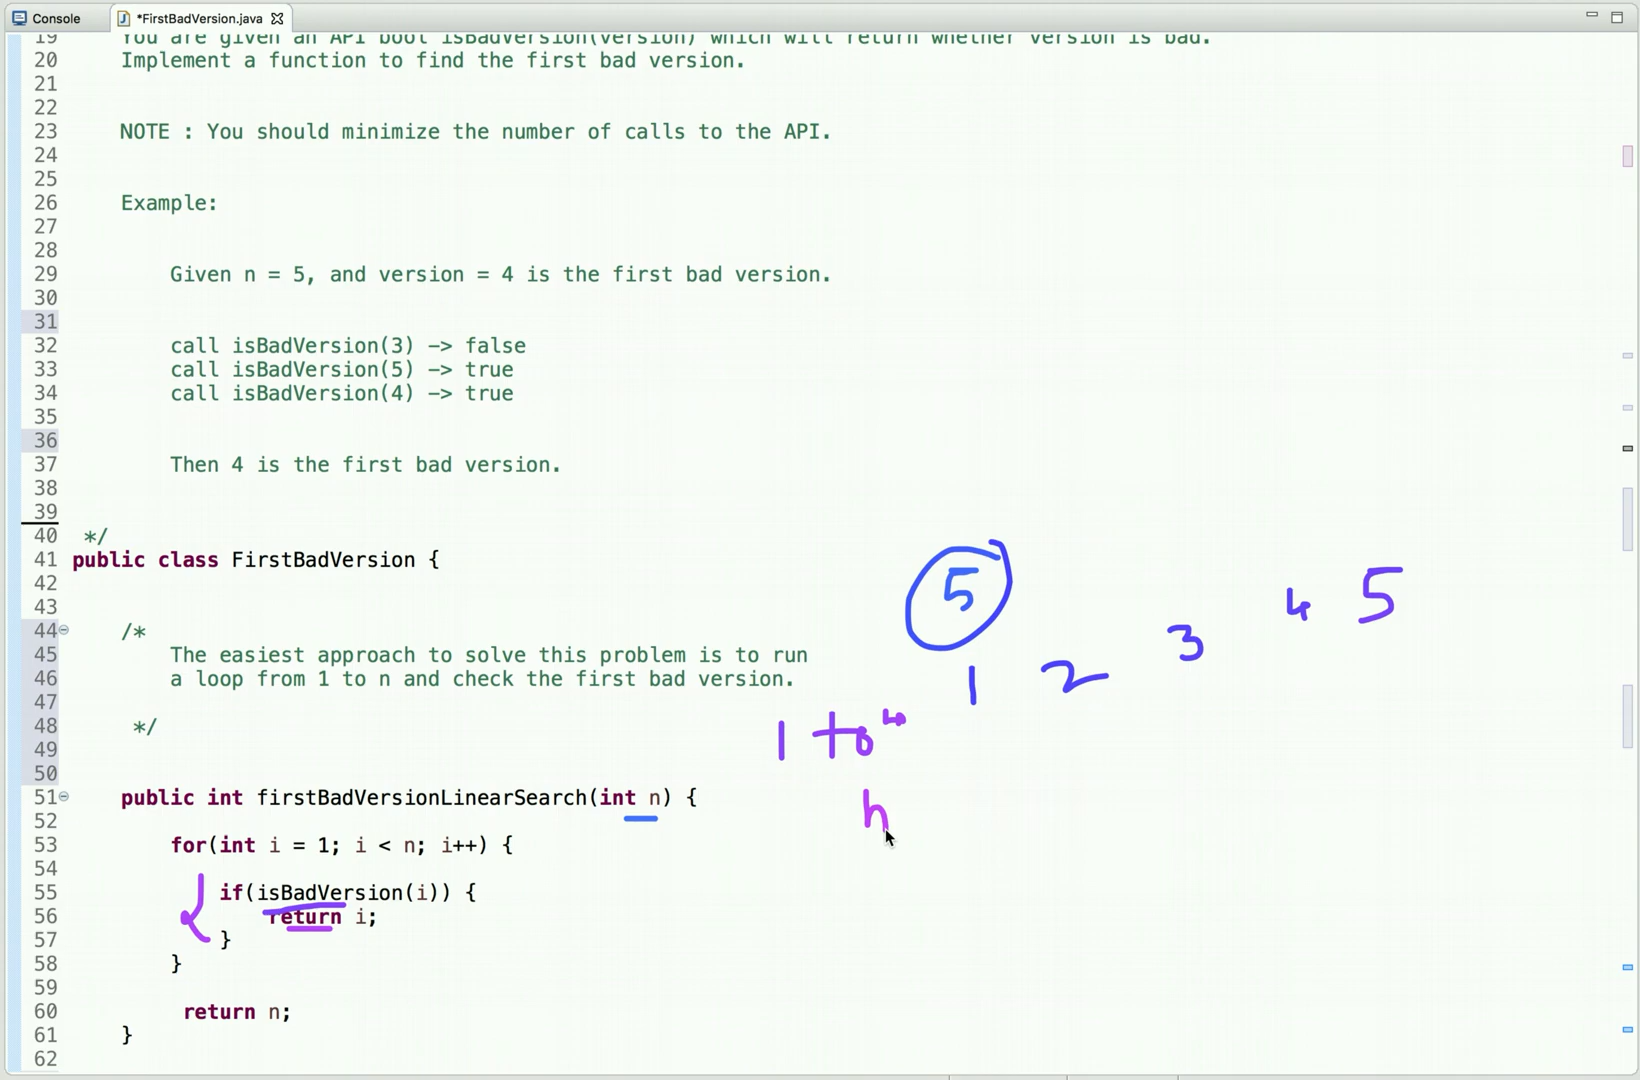 Console
*FirstBadVersion.java
19 You are given an API bool isBadVersion(version) which will return whether version is bad.
20 Implement a function to find the first bad version.
21
22
23 NOTE : You should minimize the number of calls to the API.
24
25
26 Example:
27
28
29 Given n = 5, and version = 4 is the first bad version.
30
31
32 call isBadVersion(3) -> false
33 call isBadVersion(5) -> true
34 call isBadVersion(4) -> true
35
36
37 Then 4 is the first bad version.
38
39
40 */
41 public class FirstBadVersion {
42
43
5
1 2 3 4 5
44 /*
45 The easiest approach to solve this problem is to run
46 a loop from 1 to n and check the first bad version.
47
48 */
1 to
49
50
51 public int firstBadVersionLinearSearch(int n) {
n
52
53 for(int i = 1; i < n; i++) {
54
55 if(isBadVersion(i)) {
56 return i;
57 }
58 }
59
60 return n;
61 }
62